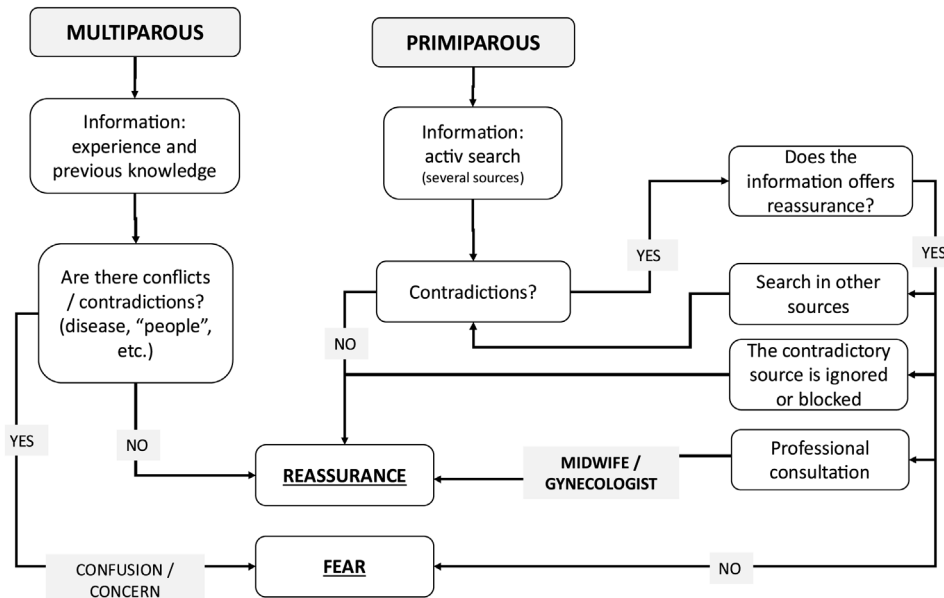 MULTIPAROUS
PRIMIPAROUS
Information:
experience and
previous knowledge
Information:
activ search
(several sources)
Does the
information offers
reassurance?
YES
YES
Are there conflicts
/ contradictions?
(disease, “people”,
etc.)
Contradictions?
Search in other
sources
NO
The contradictory
source is ignored
or blocked
YES
NO
REASSURANCE
MIDWIFE /
GYNECOLOGIST
Professional
consultation
CONFUSION /
CONCERN
FEAR
NO